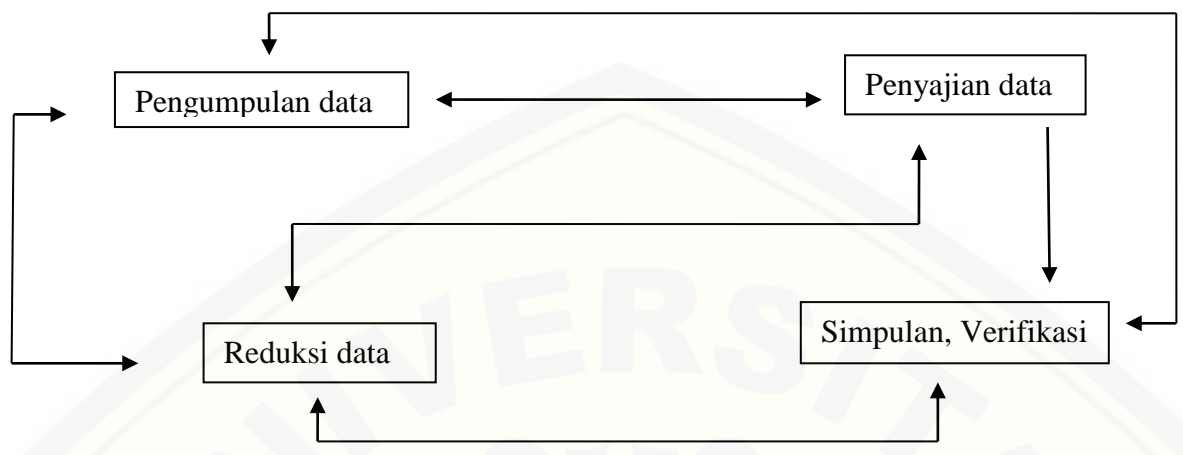 Pengumpulan data
Penyajian data
Reduksi data
Simpulan, Verifikasi